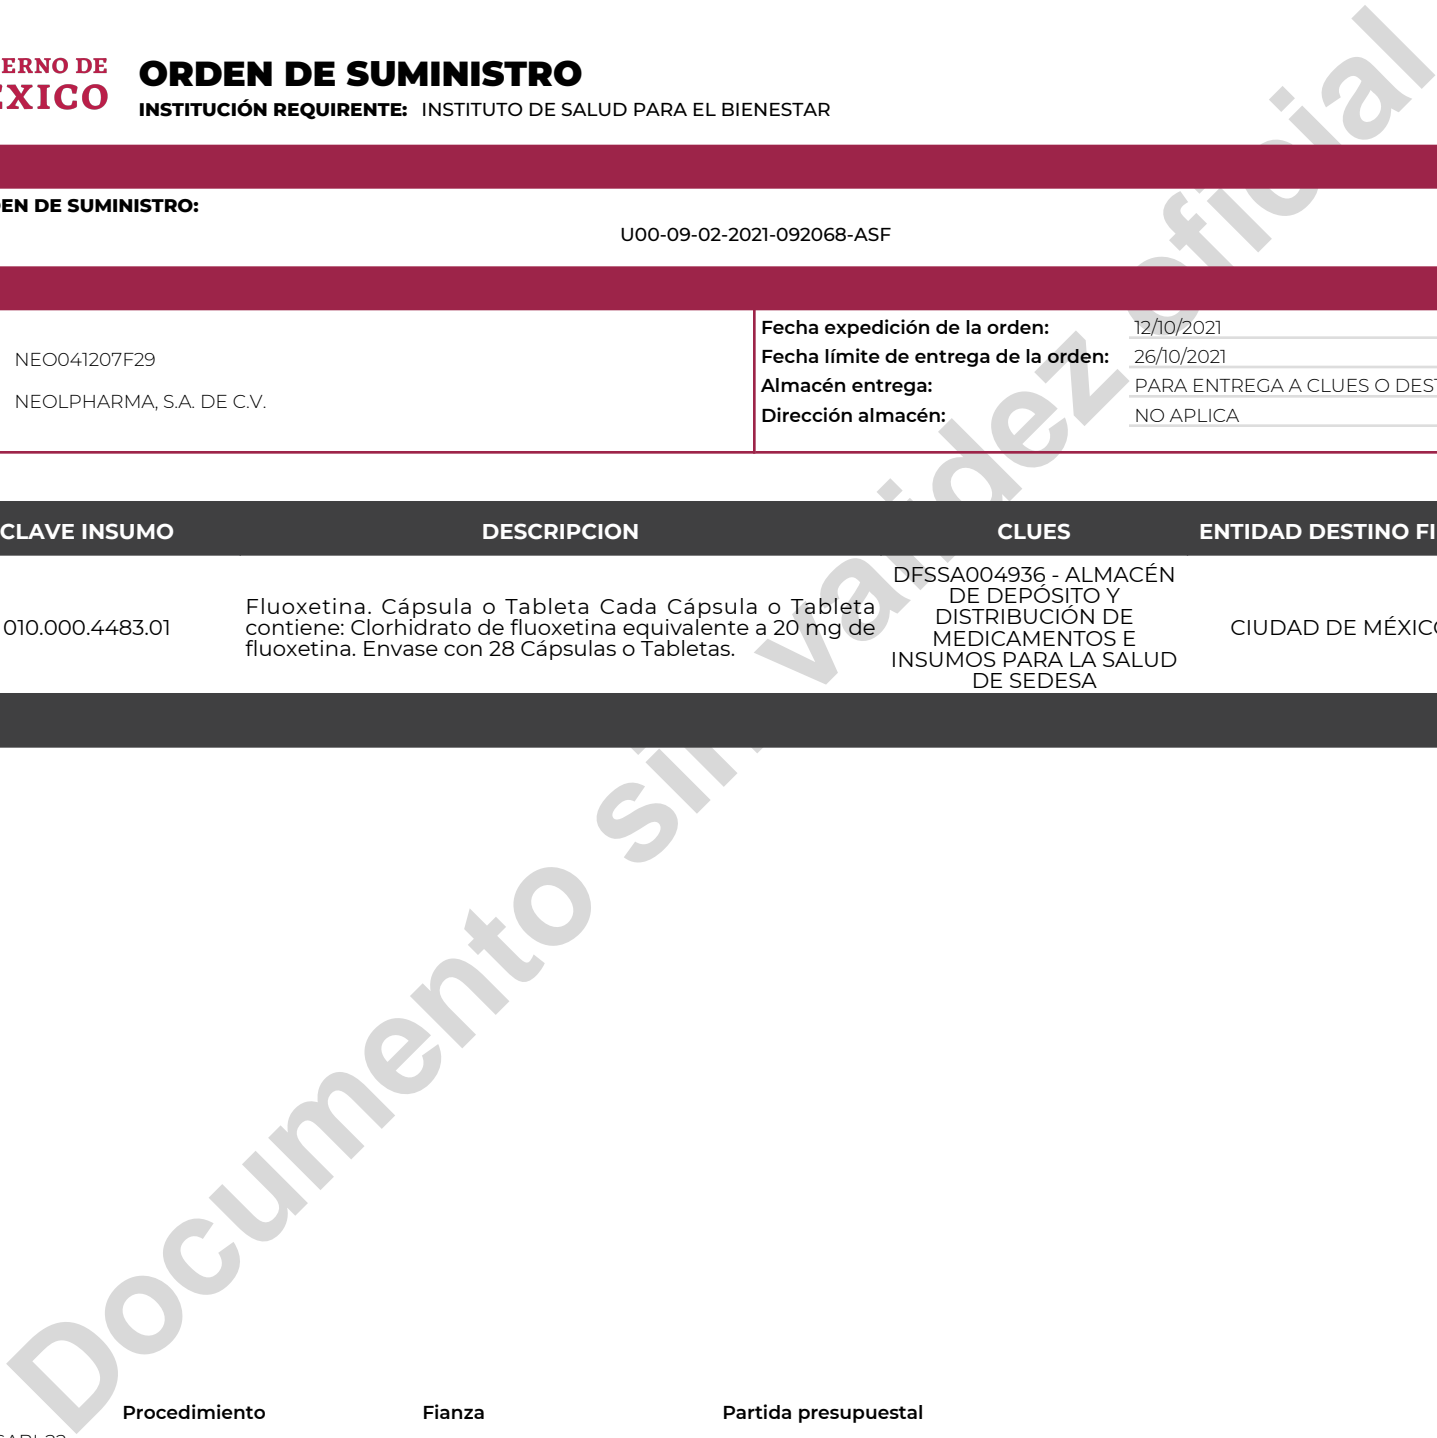 ERNO DE
ORDEN DE SUMINISTRO
EXICO
INSTITUCIÓN REQUIRENTE: INSTITUTO DE SALUD PARA EL BIENESTAR
EN DE SUMINISTRO:
U00-09-02-2021-092068-ASF
NEO041207F29
NEOLPHARMA, S.A. DE C.V.
Fecha expedición de la orden: 12/10/2021
Fecha límite de entrega de la orden: 26/10/2021
Almacén entrega: PARA ENTREGA A CLUES O DEST
Dirección almacén: NO APLICA
CLAVE INSUMO DESCRIPCION CLUES ENTIDAD DESTINO FI
010.000.4483.01
Fluoxetina. Cápsula o Tableta Cada Cápsula o Tableta
contiene: Clorhidrato de fluoxetina equivalente a 20 mg de
fluoxetina. Envase con 28 Cápsulas o Tabletas.
DFSSA004936 - ALMACÉN
DE DEPÓSITO Y
DISTRIBUCIÓN DE
MEDICAMENTOS E
INSUMOS PARA LA SALUD
DE SEDESA
CIUDAD DE MÉXICO
Documento sin validez oficial
Procedimiento Fianza Partida presupuestal